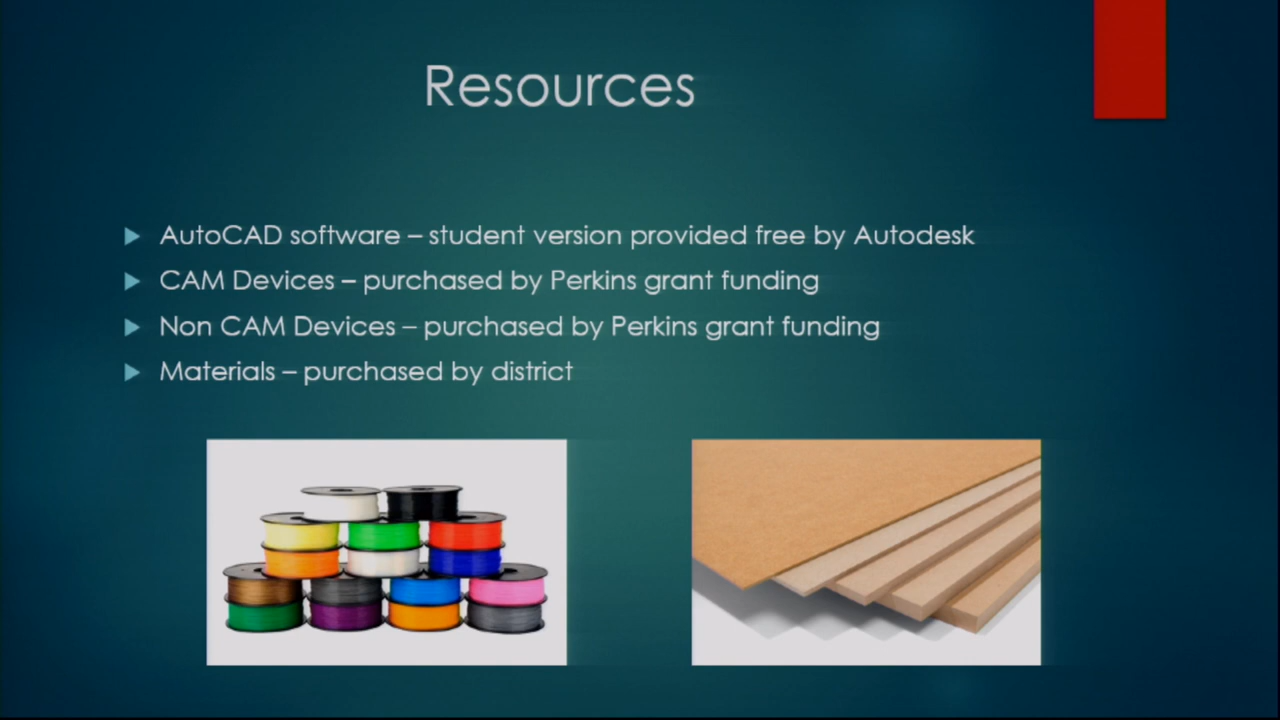 Resources
AutoCAD software – student version provided free by Autodesk
CAM Devices – purchased by Perkins grant funding
Non CAM Devices – purchased by Perkins grant funding
Materials – purchased by district